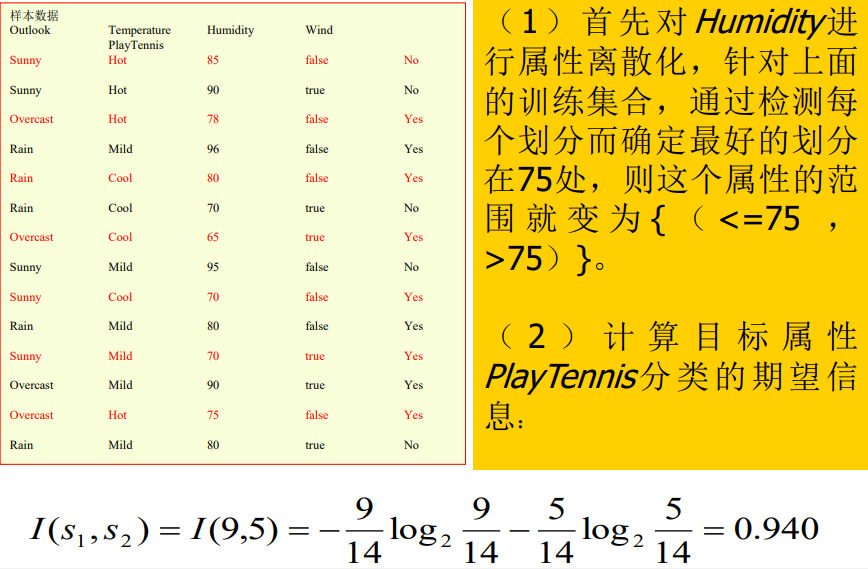 样本数据
Outlook Temperature Humidity Wind
PlayTennis
Sunny Hot 85 false No
Sunny Hot 90 true No
Overcast Hot 78 false Yes
Rain Mild 96 false Yes
Rain Cool 80 false Yes
Rain Cool 70 true No
Overcast Cool 65 true Yes
Sunny Mild 95 false No
Sunny Cool 70 false Yes
Rain Mild 80 false Yes
Sunny Mild 70 true Yes
Overcast Mild 90 true Yes
Overcast Hot 75 false Yes
Rain Mild 80 true No
（1）首先对Humidity进
行属性离散化，针对上面
的训练集合，通过检测每
个划分而确定最好的划分
在75处，则这个属性的范
围就变为{（<=75，
>75）}。
（2）计算目标属性
PlayTennis分类的期望信
息：
I(s₁,s₂) = I(9,5) = −9/14 log₂ 9/14 − 5/14 log₂ 5/14 = 0.940